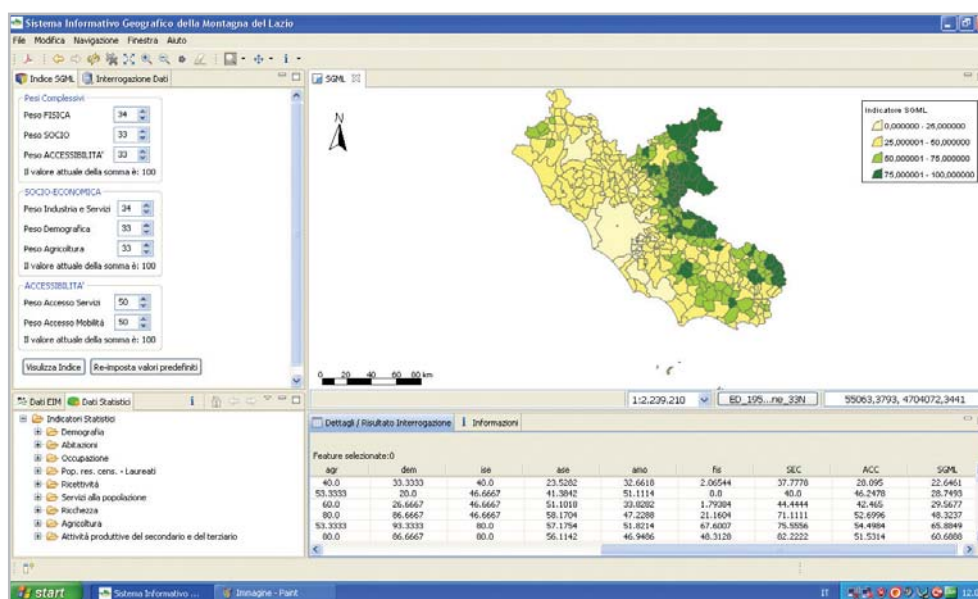 Sistema Informativo Geografico della Montagna del Lazio
File Modifica Navigazione Finestra Aiuto
Indice SGML Interrogazione Dati
Pesi Complessivi
Peso FISICA 34
Peso SOCIO 33
Peso ACCESSIBILITA' 33
Il valore attuale della somma è: 100
SOCIO-ECONOMICA
Peso Industria e Servizi 34
Peso Demografica 33
Peso Agricoltura 33
Il valore attuale della somma è: 100
ACCESSIBILITA'
Peso Accesso Servizi 50
Peso Accesso Mobilità 50
Il valore attuale della somma è: 100
Visulizza Indice Re-imposta valori predefiniti
SGML
N
Indicatore SGML
0,000000 - 25,000000
25,000001 - 50,000000
50,000001 - 75,000000
75,000001 - 100,000000
0 20 40 60 80 km
1:2.239.210 ED_195...ne_33N 55063,3793, 4704072,3441
Dati EIM Dati Statistici
Indicatori Statistici
Demografia
Abitazioni
Occupazione
Pop. res. cens. - Laureati
Ricettività
Servizi alla popolazione
Ricchezza
Agricoltura
Attività produttive del secondario e del terziario
Dettagli / Risultato Interrogazione Informazioni
Feature selezionate:0
agr dem ise ase amo fis SEC ACC SGML
40.0 33.3333 40.0 23.5282 32.6618 2.06544 37.7778 28.095 22.6461
53.3333 20.0 46.6667 41.3842 51.1114 0.0 40.0 46.2478 28.7493
60.0 26.6667 46.6667 51.1018 33.8282 1.79384 44.4444 42.465 29.5677
80.0 86.6667 46.6667 58.1704 47.2288 21.1604 71.1111 52.6996 48.3237
53.3333 93.3333 80.0 57.1754 51.8214 67.6007 75.5556 54.4984 65.8849
80.0 86.6667 80.0 56.1142 46.9486 48.3128 82.2222 51.5314 60.6888
start Sistema Informativo ... Immagine - Paint IT